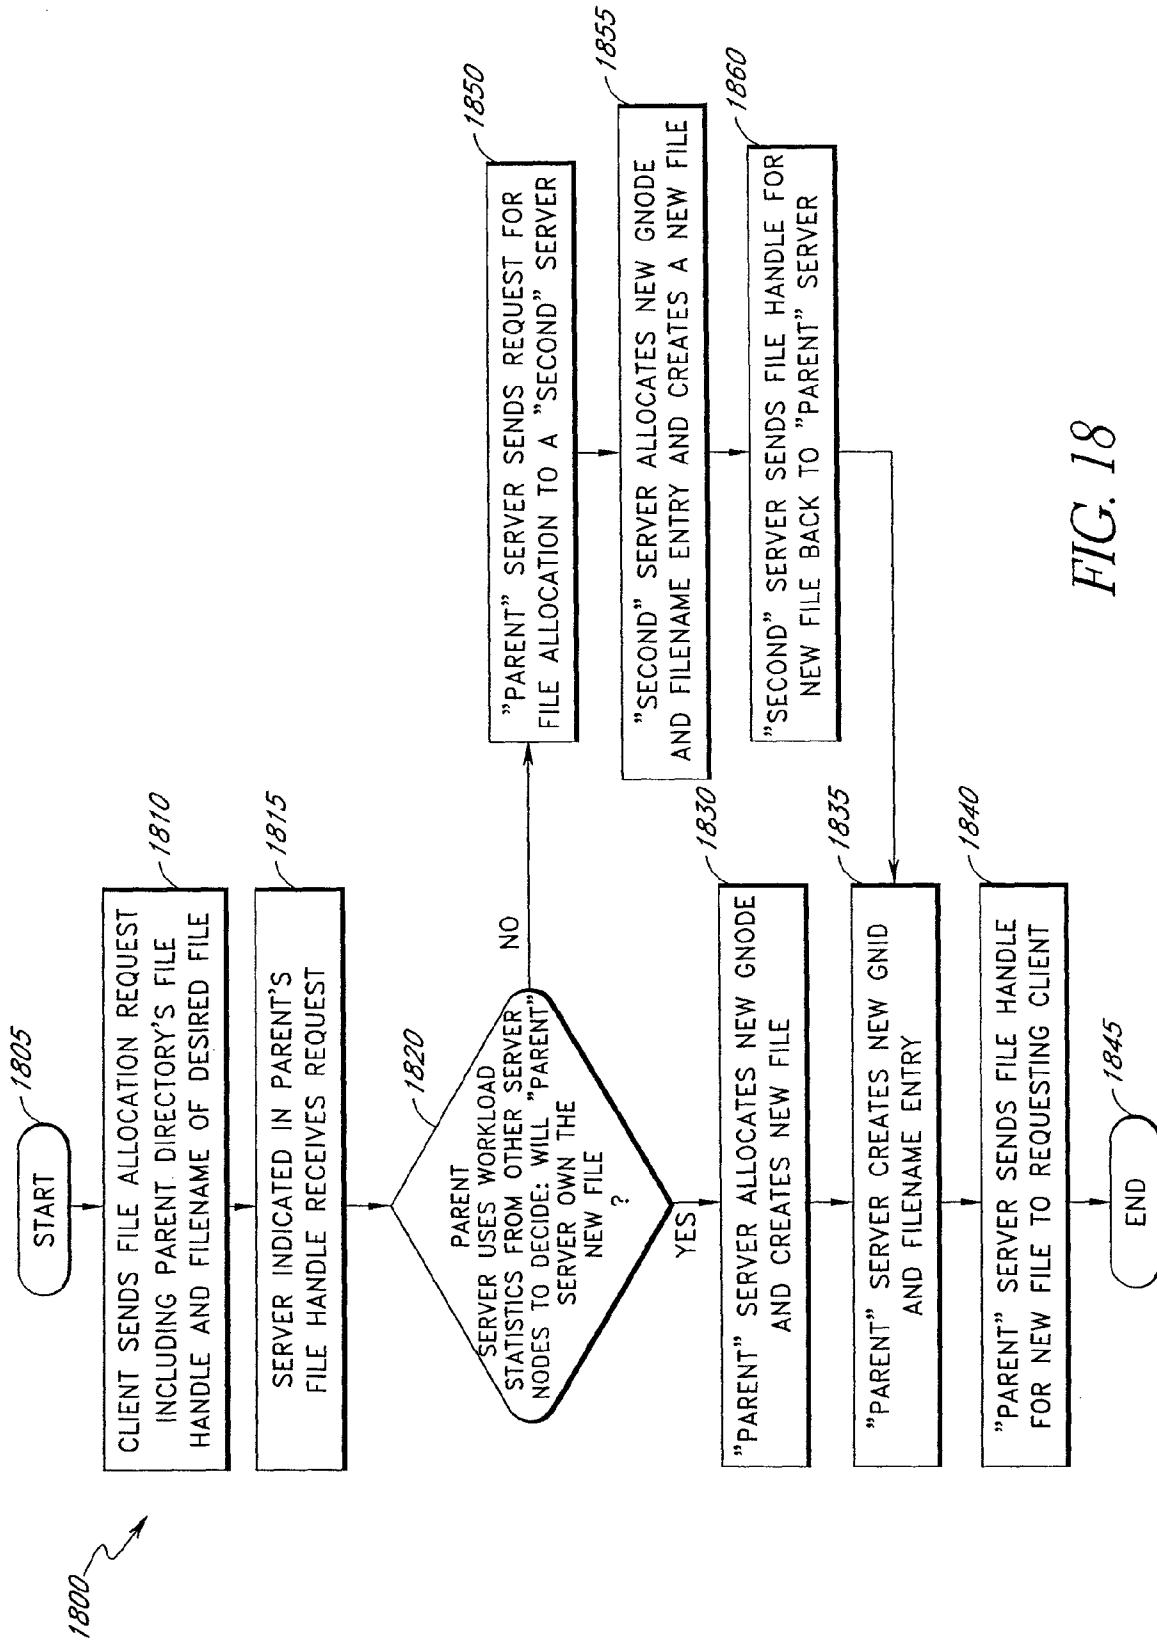 1800
1805
START
1810
CLIENT SENDS FILE ALLOCATION REQUEST
INCLUDING PARENT DIRECTORY'S FILE
HANDLE AND FILENAME OF DESIRED FILE
1815
SERVER INDICATED IN PARENT'S
FILE HANDLE RECEIVES REQUEST
1820
PARENT
SERVER USES WORKLOAD
STATISTICS FROM OTHER SERVER
NODES TO DECIDE: WILL "PARENT"
SERVER OWN THE
NEW FILE
?
NO
YES
1850
"PARENT" SERVER SENDS REQUEST FOR
FILE ALLOCATION TO A "SECOND" SERVER
1855
"SECOND" SERVER ALLOCATES NEW GNODE
AND FILENAME ENTRY AND CREATES A NEW FILE
1860
"SECOND" SERVER SENDS FILE HANDLE FOR
NEW FILE BACK TO "PARENT" SERVER
1830
"PARENT" SERVER ALLOCATES NEW GNODE
AND CREATES NEW FILE
1835
"PARENT" SERVER CREATES NEW GNID
AND FILENAME ENTRY
1840
"PARENT" SERVER SENDS FILE HANDLE
FOR NEW FILE TO REQUESTING CLIENT
1845
END
FIG. 18